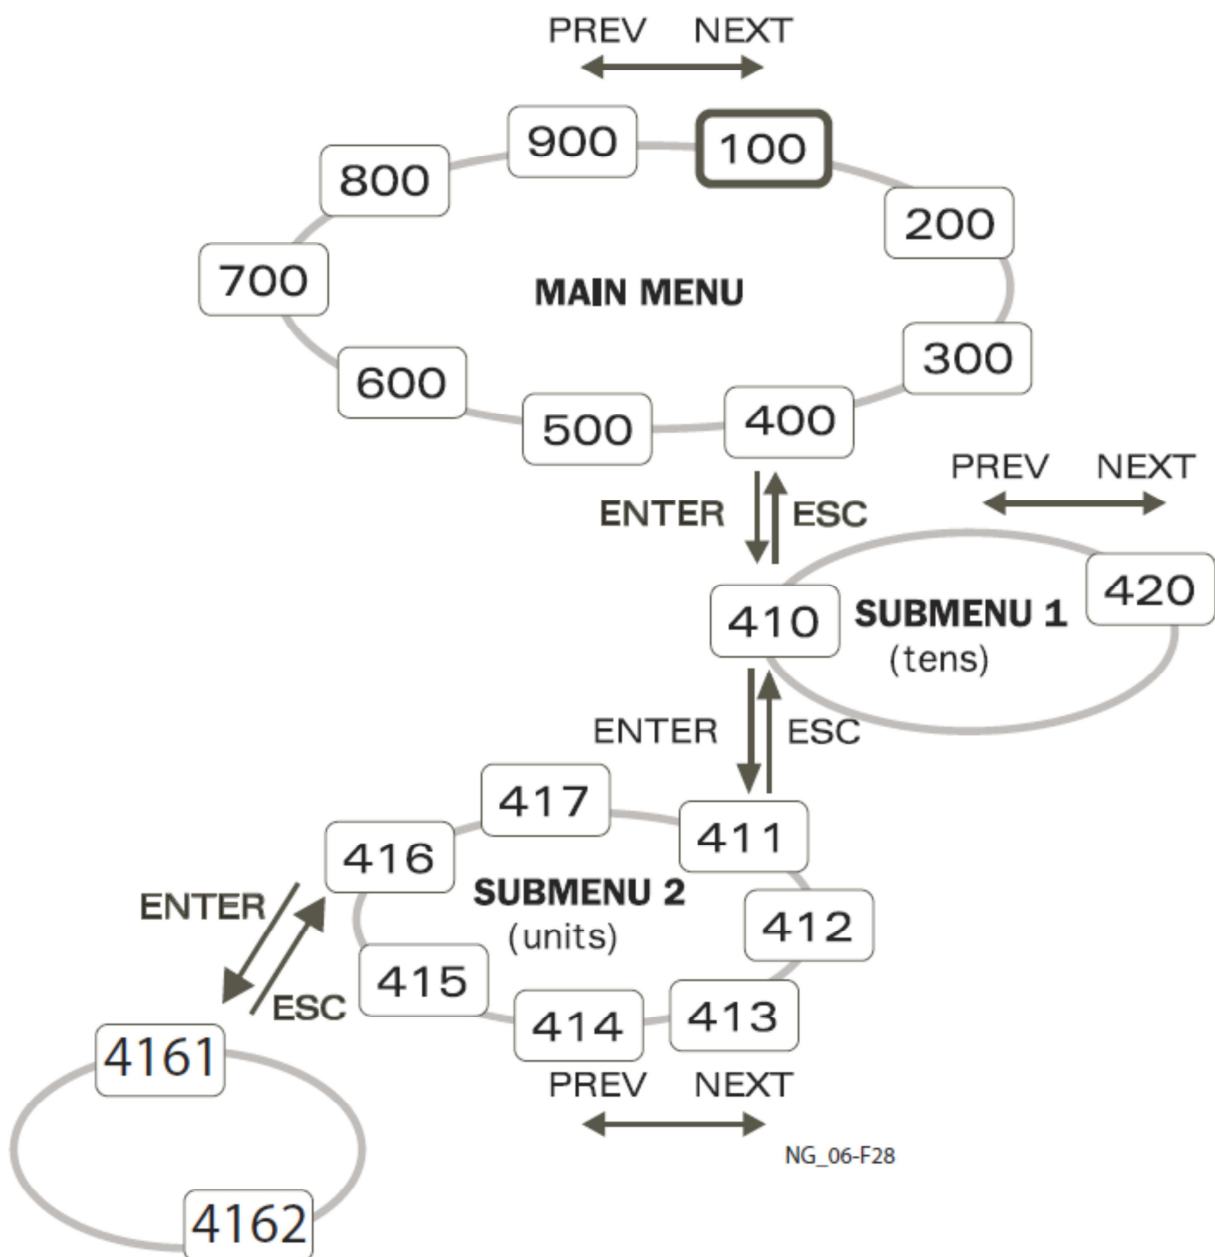 PREV NEXT
900 100
800
200
700
MAIN MENU
300
600
400
500
PREV NEXT
ENTER ESC
420
410 SUBMENU 1
(tens)
ENTER ESC
417
411
416
SUBMENU 2
ENTER
412
(units)
415
ESC
413
414
4161
PREV NEXT
NG_06-F28
4162